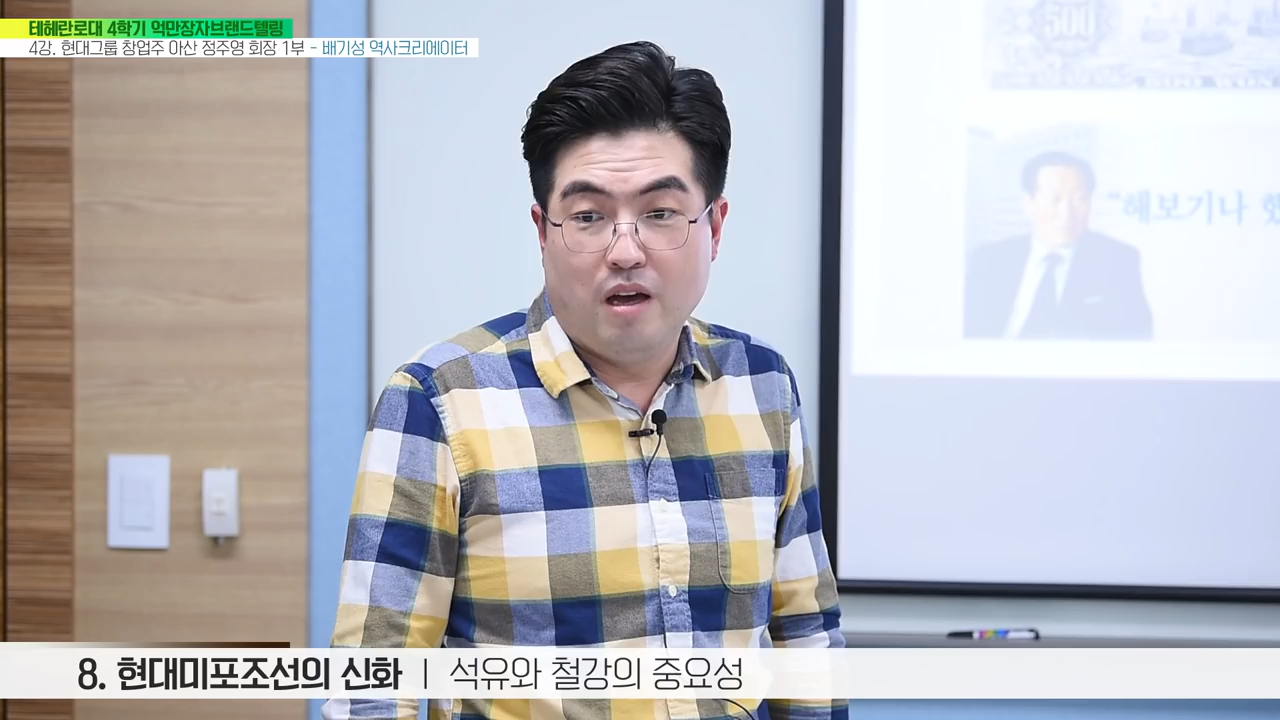 테헤란로대 4학기 억만장자브랜드텔링
4강. 현대그룹 창업주 아산 정주영 회장 1부 - 배기성 역사크리에이터
500
"해보기나
8. 현대미포조선의 신화 | 석유와 철강의 중요성